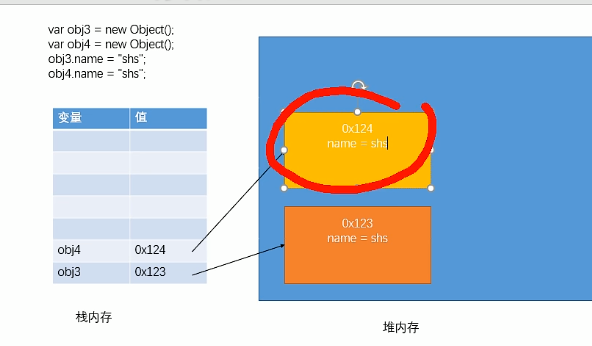 var obj3 = new Object();
var obj4 = new Object();
obj3.name = "shs";
obj4.name = "shs";
变量 值
obj4 0x124
obj3 0x123
栈内存
0x124
name = shs
0x123
name = shs
堆内存